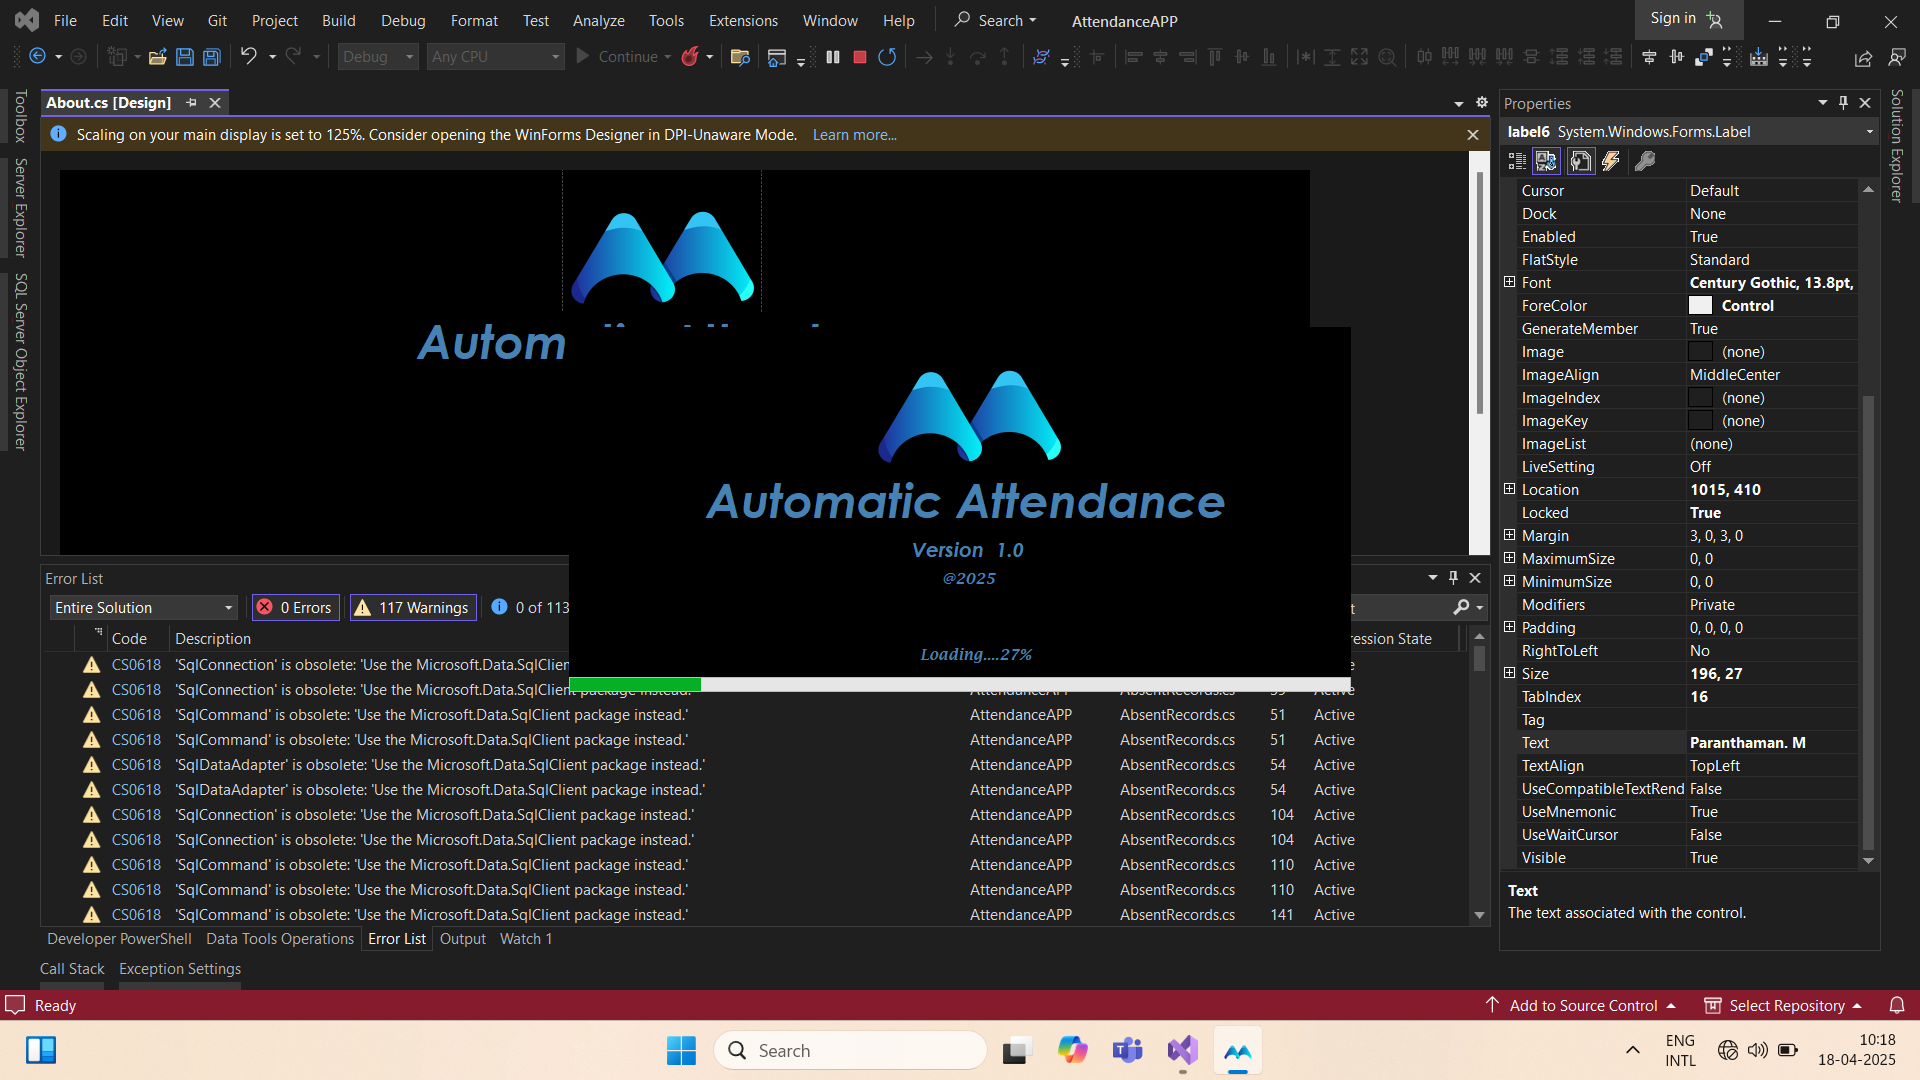 File Edit View Git Project Build Debug Format Test Analyze Tools Extensions Window Help Search AttendanceAPP Sign in
Debug Any CPU Continue
Toolbox
Server Explorer
SQL Server Object Explorer
About.cs [Design]
Scaling on your main display is set to 125%. Consider opening the WinForms Designer in DPI-Unaware Mode. Learn more...
Autom
Automatic Attendance
Version 1.0
@2025
Loading....27%
Error List
Entire Solution 0 Errors 117 Warnings 0 of 113
Code Description ression State
CS0618 'SqlConnection' is obsolete: 'Use the Microsoft.Data.SqlClien
CS0618 'SqlConnection' is obsolete: 'Use the Microsoft.Data.SqlClient package instead.' AttendanceAPP AbsentRecords.cs Active
CS0618 'SqlCommand' is obsolete: 'Use the Microsoft.Data.SqlClient package instead.' AttendanceAPP AbsentRecords.cs 51 Active
CS0618 'SqlCommand' is obsolete: 'Use the Microsoft.Data.SqlClient package instead.' AttendanceAPP AbsentRecords.cs 51 Active
CS0618 'SqlDataAdapter' is obsolete: 'Use the Microsoft.Data.SqlClient package instead.' AttendanceAPP AbsentRecords.cs 54 Active
CS0618 'SqlDataAdapter' is obsolete: 'Use the Microsoft.Data.SqlClient package instead.' AttendanceAPP AbsentRecords.cs 54 Active
CS0618 'SqlConnection' is obsolete: 'Use the Microsoft.Data.SqlClient package instead.' AttendanceAPP AbsentRecords.cs 104 Active
CS0618 'SqlConnection' is obsolete: 'Use the Microsoft.Data.SqlClient package instead.' AttendanceAPP AbsentRecords.cs 104 Active
CS0618 'SqlCommand' is obsolete: 'Use the Microsoft.Data.SqlClient package instead.' AttendanceAPP AbsentRecords.cs 110 Active
CS0618 'SqlCommand' is obsolete: 'Use the Microsoft.Data.SqlClient package instead.' AttendanceAPP AbsentRecords.cs 110 Active
CS0618 'SqlCommand' is obsolete: 'Use the Microsoft.Data.SqlClient package instead.' AttendanceAPP AbsentRecords.cs 141 Active
Developer PowerShell Data Tools Operations Error List Output Watch 1
Call Stack Exception Settings
Properties
label6 System.Windows.Forms.Label
Cursor Default
Dock None
Enabled True
FlatStyle Standard
Font Century Gothic, 13.8pt,
ForeColor Control
GenerateMember True
Image (none)
ImageAlign MiddleCenter
ImageIndex (none)
ImageKey (none)
ImageList (none)
LiveSetting Off
Location 1015, 410
Locked True
Margin 3, 0, 3, 0
MaximumSize 0, 0
MinimumSize 0, 0
Modifiers Private
Padding 0, 0, 0, 0
RightToLeft No
Size 196, 27
TabIndex 16
Tag
Text Paranthaman. M
TextAlign TopLeft
UseCompatibleTextRend False
UseMnemonic True
UseWaitCursor False
Visible True
Text
The text associated with the control.
Solution Explorer
Ready Add to Source Control Select Repository
Search ENG
INTL
10:18
18-04-2025